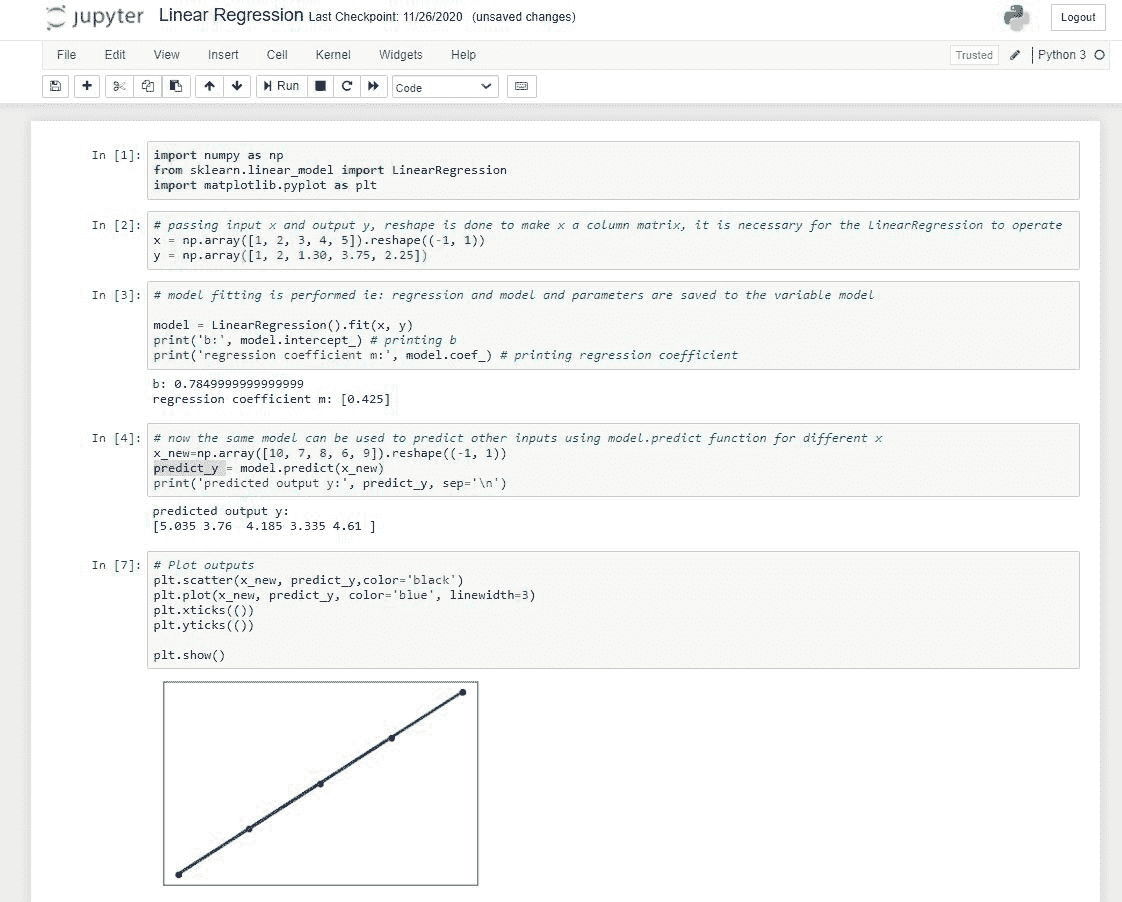 jupyter Linear Regression Last Checkpoint: 11/26/2020 (unsaved changes) Logout
File Edit View Insert Cell Kernel Widgets Help Trusted Python 3
Run Code
In [1]: import numpy as np
from sklearn.linear_model import LinearRegression
import matplotlib.pyplot as plt
In [2]: # passing input x and output y, reshape is done to make x a column matrix, it is necessary for the LinearRegression to operate
x = np.array([1, 2, 3, 4, 5]).reshape((-1, 1))
y = np.array([1, 2, 1.30, 3.75, 2.25])
In [3]: # model fitting is performed ie: regression and model and parameters are saved to the variable model
model = LinearRegression().fit(x, y)
print('b:', model.intercept_) # printing b
print('regression coefficient m:', model.coef_) # printing regression coefficient
b: 0.7849999999999999
regression coefficient m: [0.425]
In [4]: # now the same model can be used to predict other inputs using model.predict function for different x
x_new=np.array([10, 7, 8, 6, 9]).reshape((-1, 1))
predict_y = model.predict(x_new)
print('predicted output y:', predict_y, sep='\n')
predicted output y:
[5.035 3.76  4.185 3.335 4.61 ]
In [7]: # Plot outputs
plt.scatter(x_new, predict_y,color='black')
plt.plot(x_new, predict_y, color='blue', linewidth=3)
plt.xticks(())
plt.yticks(())
plt.show()